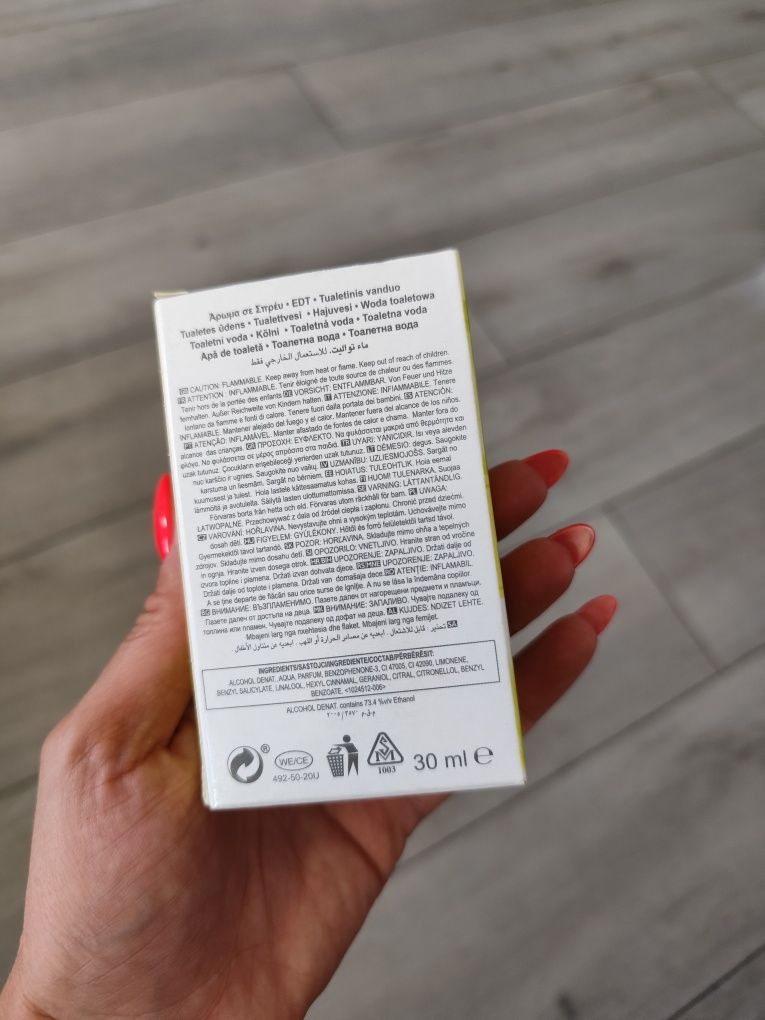 Άρωμα σε Σπρέυ • EDT • Tualetinis vanduo
Tualetes ūdens • Tualettvesi • Hajuvesi • Woda toaletowa
Toaletní voda • Kölni • Toaletná voda • Toaletna voda
Apă de toaletă • Тоалетна вода • Тоалетна вода
ماء تواليت. للاستعمال الخارجي فقط
CAUTION: FLAMMABLE. Keep away from heat or flame. Keep out of reach of children.
FR ATTENTION : INFLAMMABLE. Tenir éloigné de toute source de chaleur ou des flammes.
Tenir hors de la portée des enfants DE VORSICHT: ENTFLAMMBAR. Von Feuer und Hitze
fernhalten. Außer Reichweite von Kindern halten. IT ATTENZIONE: INFIAMMABILE. Tenere
lontano da fiamme e fonti di calore. Tenere fuori dalla portata dei bambini. ES ATENCIÓN:
INFLAMABLE. Mantener alejado del fuego y el calor. Mantener fuera del alcance de los niños.
PT ATENÇÃO: INFLAMÁVEL. Manter afastado de fontes de calor e chama. Manter fora do
alcance das crianças. GR ΠΡΟΣΟΧΗ: ΕΥΦΛΕΚΤΟ. Να φυλάσσεται μακριά από θερμότητα και
φλόγα. Να φυλάσσεται σε μέρος απρόσιτο στα παιδιά. TR UYARI: YANICIDIR. Isı veya alevden
uzak tutunuz. Çocukların erişebileceği yerlerden uzak tutunuz. LT DĖMESIO: degus. Saugokite
nuo karščio ir ugnies. Saugokite nuo vaikų. LV UZMANĪBU: UZLIESMOJOŠS. Sargāt no
karstuma un liesmām. Sargāt no bērniem. EE HOIATUS: TULEOHTLIK. Hoia eemal
kuumusest ja tulest. Hoia lastele kättesaamatus kohas. FI HUOM! TULENARKA. Suojaa
lämmöltä ja avotulelta. Säilytä lasten ulottumattomissa. SE VARNING: LÄTTANTÄNDLIG.
Förvaras borta från hetta och eld. Förvaras utom räckhåll för barn. PL UWAGA:
ŁATWOPALNE. Przechowywać z dala od źródeł ciepła i zapłonu. Chronić przed dziećmi.
CZ VAROVÁNÍ: HOŘLAVINA. Nevystavujte ohni a vysokým teplotám. Uchovávejte mimo
dosah dětí. HU FIGYELEM: GYÚLÉKONY. Hőtől és forró felületektől tartsd távol.
Gyermekektől távol tartandó. SK POZOR: HORĽAVINA. Skladujte mimo ohňa a tepelných
zdrojov. Skladujte mimo dosahu detí. SI OPOZORILO: VNETLJIVO. Hranite stran od vročine
in ognja. Hranite izven dosega otrok. HR/BIH UPOZORENJE: ZAPALJIVO. Držati dalje od
izvora topline i plamena. Držati izvan dohvata djece. RS/MNE UPOZORENJE: ZAPALJIVO.
Držati dalje od toplote i plamena. Držati van domašaja dece. RO ATENȚIE: INFLAMABIL.
A se ține departe de flăcări sau orice surse de ignitie. A nu se lăsa la îndemâna copiilor.
BG ВНИМАНИЕ: ВЪЗПЛАМЕНИМО. Пазете далеч от нагорещени предмети и пламъци.
Пазете далеч от достъпа на деца. MK ВНИМАНИЕ: ЗАПАЛИВО. Чувајте подалеку од
топлина или пламен. Чувајте подалеку од дофат на деца. AL KUJDES: NDIZET LEHTE.
Mbajeni larg nga nxehtesia dhe flaket. Mbajeni larg nga femijet.
SA تحذير: قابل للاشتعال. ابعديه عن مصادر الحرارة أو اللهب. ابعديه عن متناول الأطفال
INGREDIENTS/SASTOJCI/INGREDIENTE/СОСТАВ/PËRBËRËSIT:
ALCOHOL DENAT., AQUA, PARFUM, BENZOPHENONE-3, CI 47005, CI 42090, LIMONENE,
BENZYL SALICYLATE, LINALOOL, HEXYL CINNAMAL, GERANIOL, CITRAL, CITRONELLOL, BENZYL
BENZOATE. <1024512-006>
ALCOHOL DENAT. contains 73.4 %v/v Ethanol
م.ق.م ٣٥٧٠/٢٠٠٥
® WE/CE 1003 30 ml ℮
492-50-20U